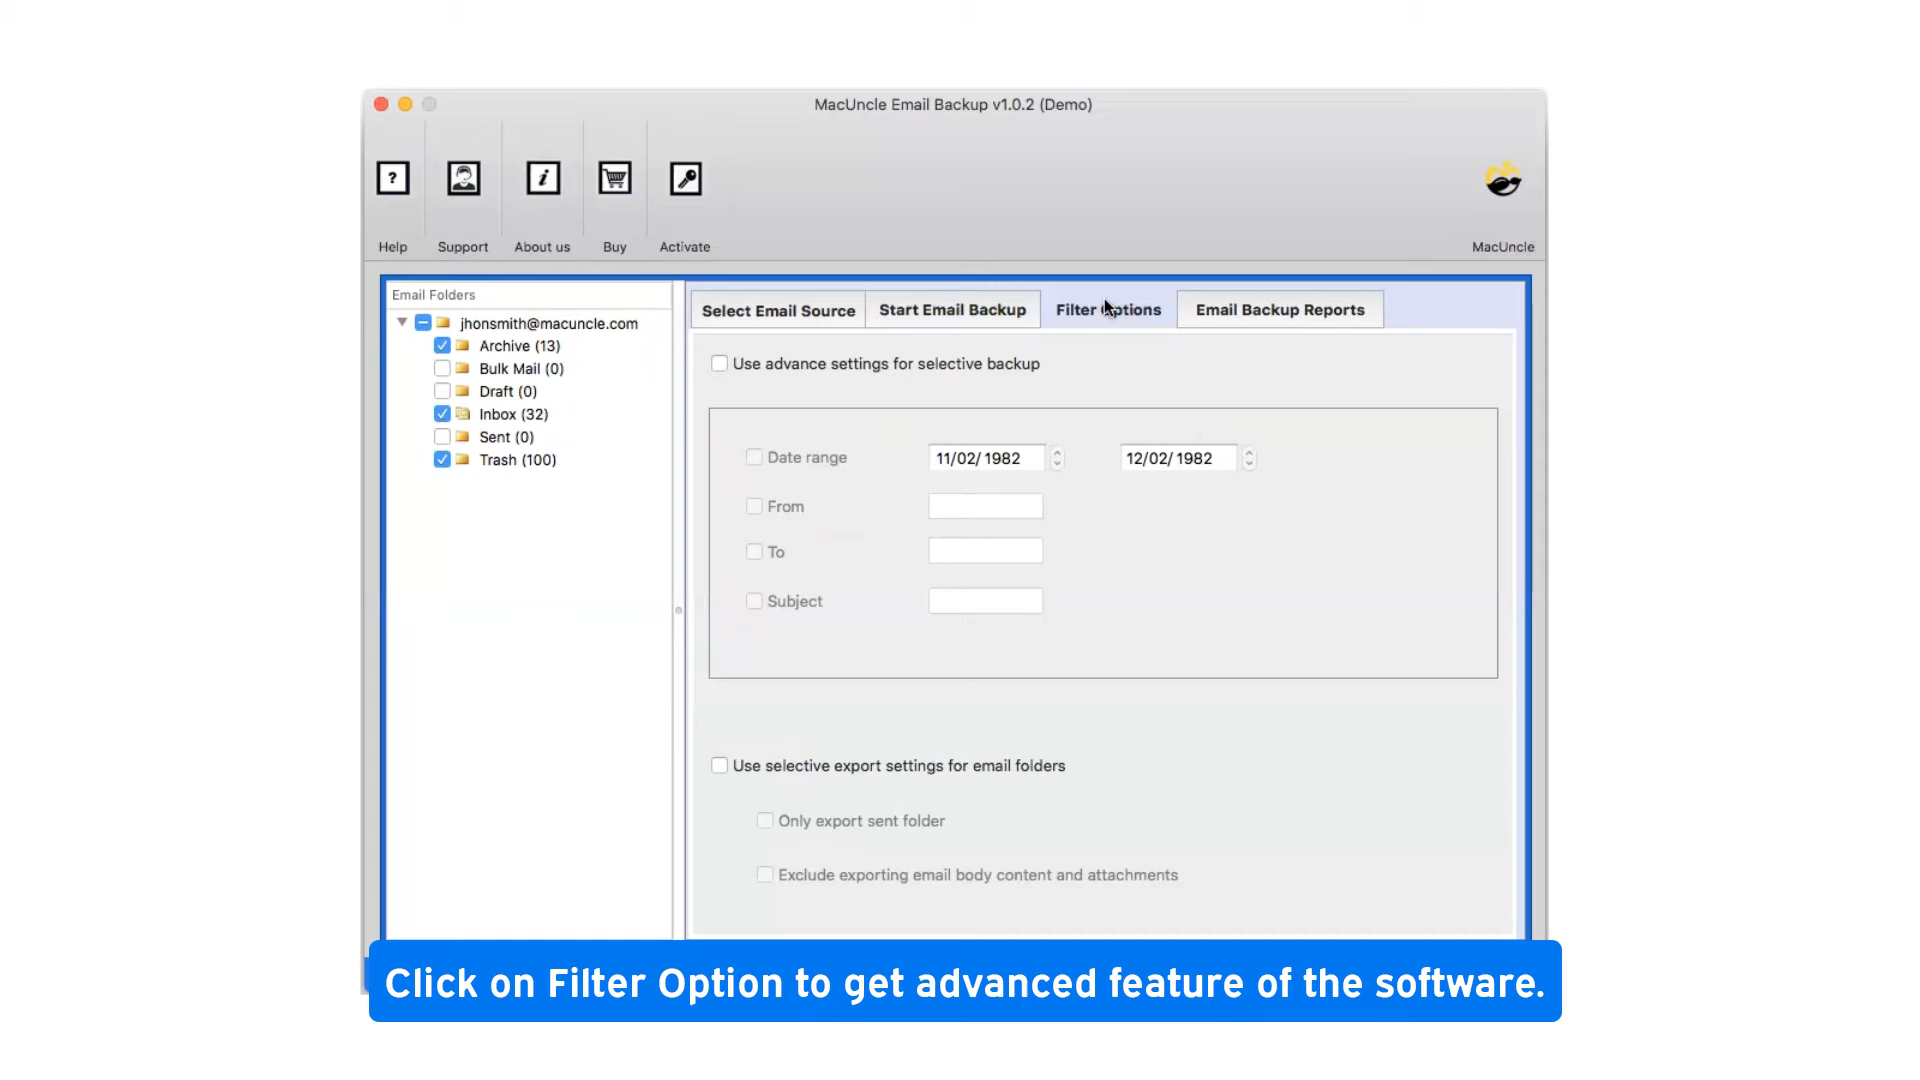 MacUncle Email Backup v1.0.2 (Demo)
?
i
Help
Support
About us
Buy
Activate
MacUncle
Email Folders
jhonsmith@macuncle.com
Archive (13)
Bulk Mail (0)
Draft (0)
Inbox (32)
Sent (0)
Trash (100)
Select Email Source
Start Email Backup
Filter Options
Email Backup Reports
Use advance settings for selective backup
Date range 11/02/ 1982 12/02/ 1982
From
To
Subject
Use selective export settings for email folders
Only export sent folder
Exclude exporting email body content and attachments
Click on Filter Option to get advanced feature of the software.